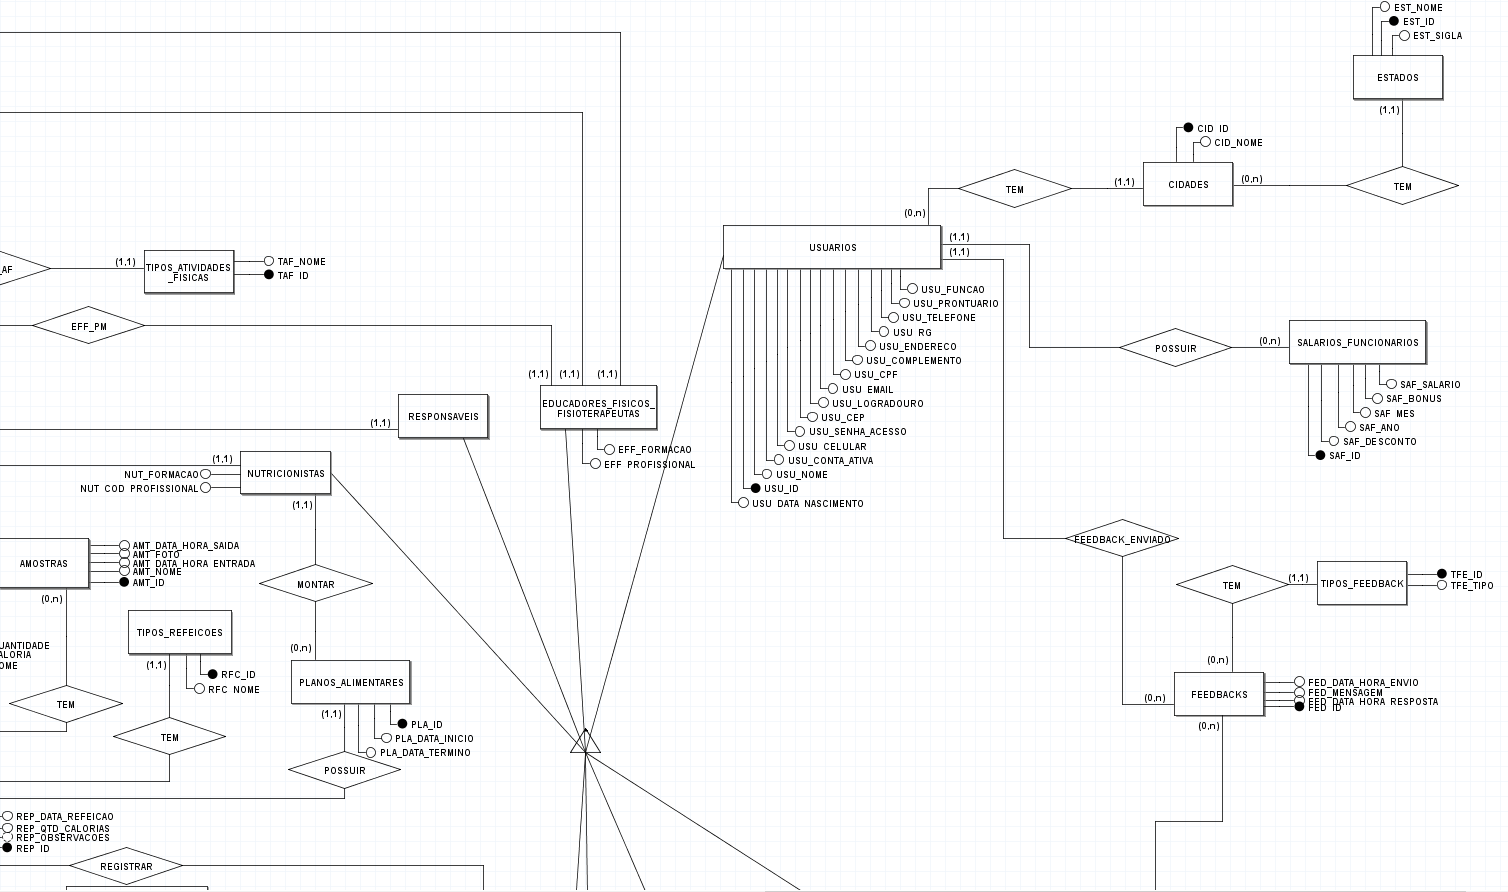 EST_NOME
EST_ID
EST_SIGLA
ESTADOS
(1,1)
CID_ID
CID_NOME
TEM
(1,1)
CIDADES
(0,n)
TEM
(0,n)
USUARIOS
(1,1)
(1,1)
_AF
(1,1)
TIPOS_ATIVIDADES
_FISICAS
TAF_NOME
TAF_ID
USU_FUNCAO
USU_PRONTUARIO
USU_TELEFONE
USU_RG
USU_ENDERECO
USU_COMPLEMENTO
USU_CPF
USU_EMAIL
USU_LOGRADOURO
USU_CEP
USU_SENHA_ACESSO
USU_CELULAR
USU_CONTA_ATIVA
USU_NOME
USU_ID
USU_DATA_NASCIMENTO
EFF_PM
POSSUIR
(0,n)
SALARIOS_FUNCIONARIOS
SAF_SALARIO
SAF_BONUS
SAF_MES
SAF_ANO
SAF_DESCONTO
SAF_ID
(1,1)
(1,1)
(1,1)
EDUCADORES_FISICOS_
FISIOTERAPEUTAS
EFF_FORMACAO
EFF_PROFISSIONAL
(1,1)
RESPONSAVEIS
(1,1)
NUTRICIONISTAS
NUT_FORMACAO
NUT_COD_PROFISSIONAL
(1,1)
AMOSTRAS
AMT_DATA_HORA_SAIDA
AMT_FOTO
AMT_DATA_HORA_ENTRADA
AMT_NOME
AMT_ID
(0,n)
MONTAR
FEEDBACK_ENVIADO
TEM
(1,1)
TIPOS_FEEDBACK
TFE_ID
TFE_TIPO
TIPOS_REFEICOES
(1,1)
RFC_ID
RFC_NOME
UANTIDADE
ALORIA
OME
(0,n)
PLANOS_ALIMENTARES
(1,1)
PLA_ID
PLA_DATA_INICIO
PLA_DATA_TERMINO
(0,n)
(0,n)
FEEDBACKS
FED_DATA_HORA_ENVIO
FED_MENSAGEM
FED_DATA_HORA_RESPOSTA
FED_ID
(0,n)
TEM
TEM
POSSUIR
REP_DATA_REFEICAO
REP_QTD_CALORIAS
REP_OBSERVACOES
REP_ID
REGISTRAR